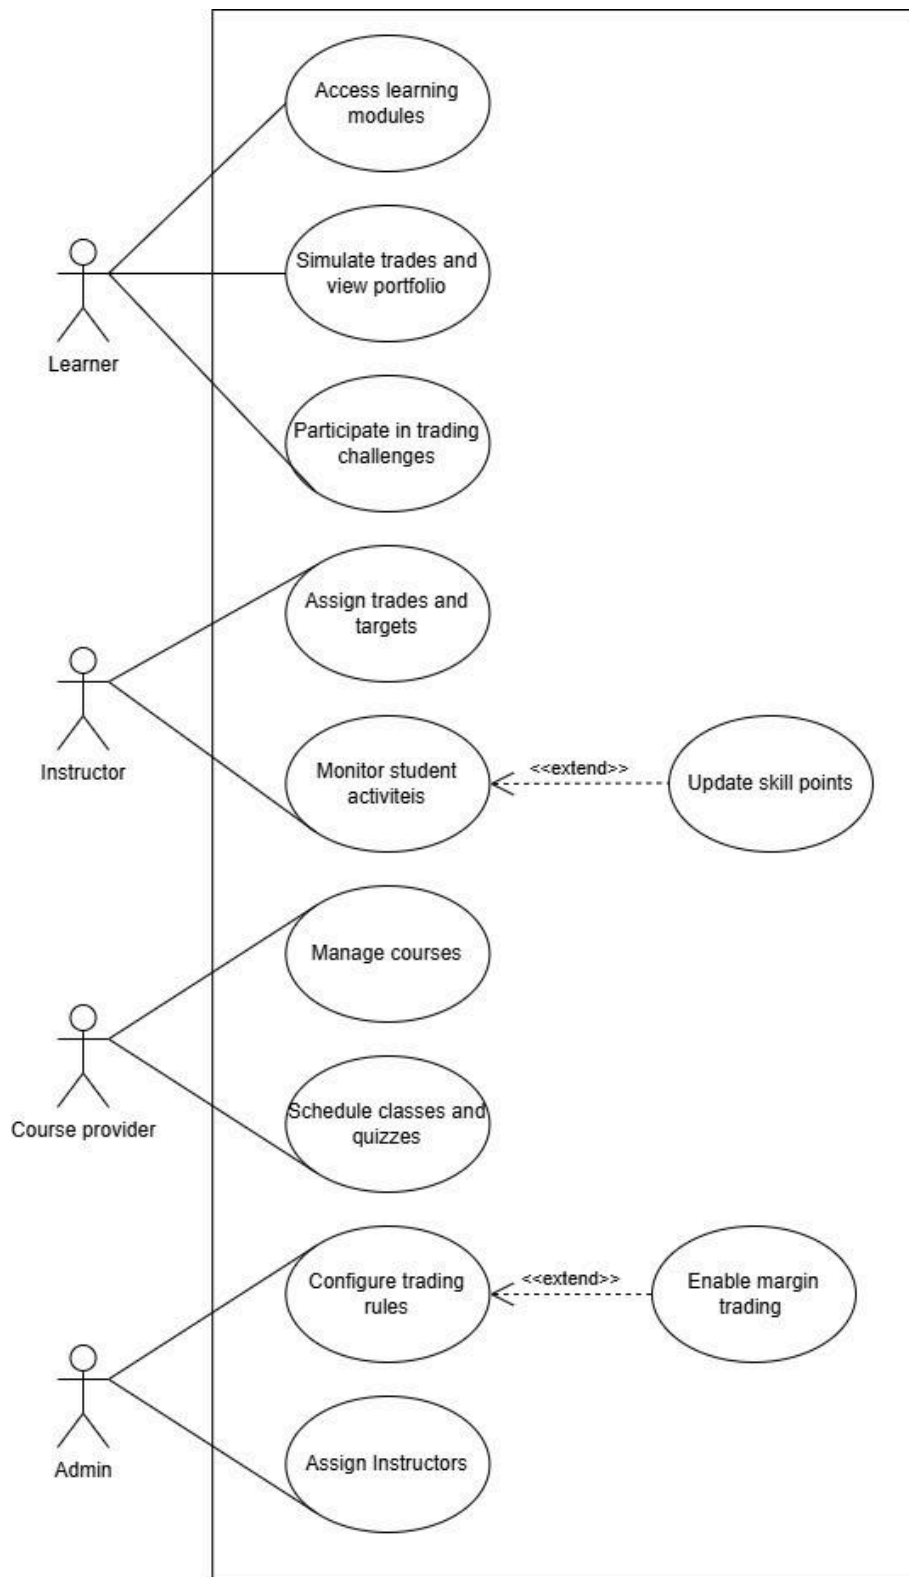 Access learning
modules
Simulate trades and
view portfolio
Learner
Participate in trading
challenges
Assign trades and
targets
Instructor
Monitor student
activiteis
<<extend>>
Update skill points
Manage courses
Course provider
Schedule classes and
quizzes
Configure trading
rules
<<extend>>
Enable margin
trading
Admin
Assign Instructors